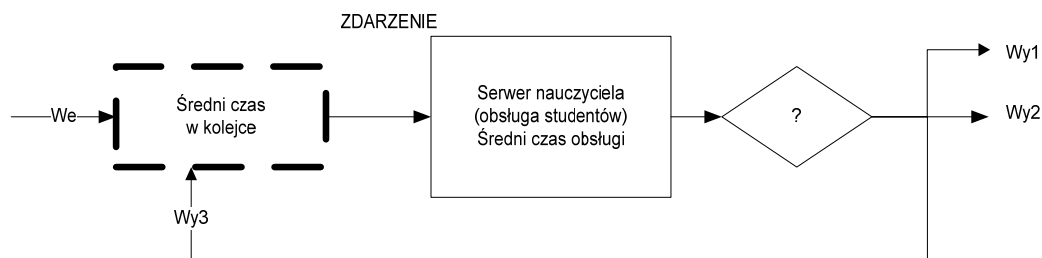 ZDARZENIE
We
Średni czas
w kolejce
Serwer nauczyciela
(obsługa studentów)
Średni czas obsługi
?
Wy1
Wy2
Wy3